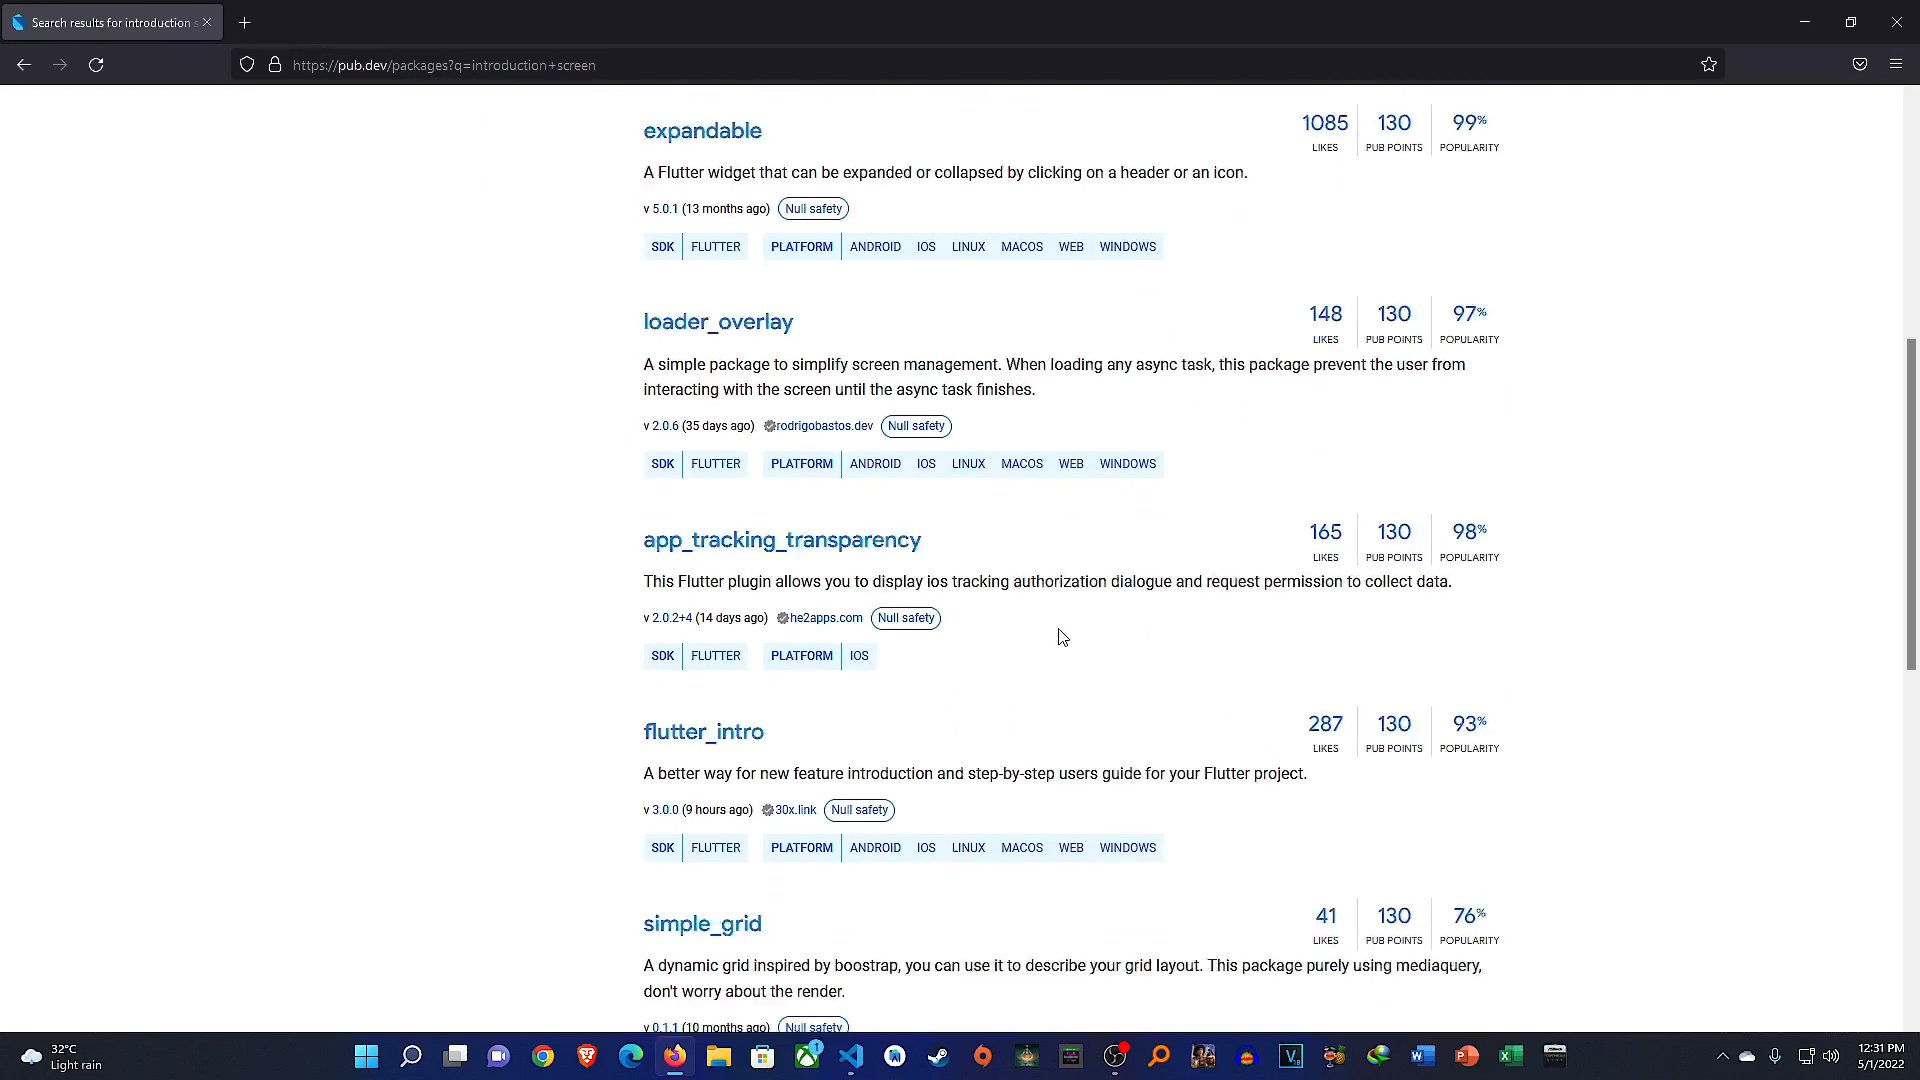 Search results for introduction s
https://pub.dev/packages?q=introduction+screen
expandable
1085 LIKES 130 PUB POINTS 99% POPULARITY
A Flutter widget that can be expanded or collapsed by clicking on a header or an icon.
v 5.0.1 (13 months ago) Null safety
SDK FLUTTER PLATFORM ANDROID IOS LINUX MACOS WEB WINDOWS
loader_overlay
148 LIKES 130 PUB POINTS 97% POPULARITY
A simple package to simplify screen management. When loading any async task, this package prevent the user from
interacting with the screen until the async task finishes.
v 2.0.6 (35 days ago) rodrigobastos.dev Null safety
SDK FLUTTER PLATFORM ANDROID IOS LINUX MACOS WEB WINDOWS
app_tracking_transparency
165 LIKES 130 PUB POINTS 98% POPULARITY
This Flutter plugin allows you to display ios tracking authorization dialogue and request permission to collect data.
v 2.0.2+4 (14 days ago) he2apps.com Null safety
SDK FLUTTER PLATFORM IOS
flutter_intro
287 LIKES 130 PUB POINTS 93% POPULARITY
A better way for new feature introduction and step-by-step users guide for your Flutter project.
v 3.0.0 (9 hours ago) 30x.link Null safety
SDK FLUTTER PLATFORM ANDROID IOS LINUX MACOS WEB WINDOWS
simple_grid
41 LIKES 130 PUB POINTS 76% POPULARITY
A dynamic grid inspired by boostrap, you can use it to describe your grid layout. This package purely using mediaquery,
don't worry about the render.
v 0.1.1 (10 months ago) Null safety
32°C
Light rain
12:31 PM
5/1/2022